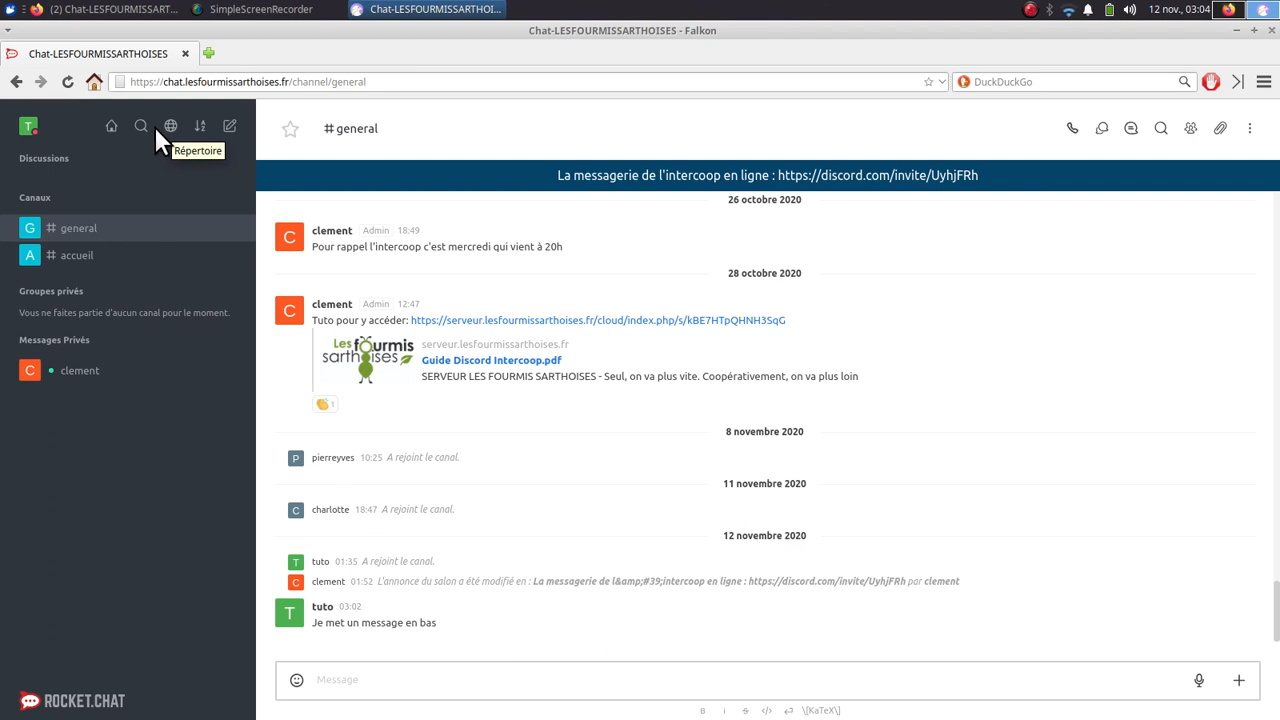 (2) Chat-LESFOURMISSART...
SimpleScreenRecorder
Chat-LESFOURMISSARTHOI...
12 nov., 03:04
Chat-LESFOURMISSARTHOISES - Falkon
Chat-LESFOURMISSARTHOISES
https://chat.lesfourmissarthoises.fr/channel/general
DuckDuckGo
T
Répertoire
Discussions
Canaux
G # general
A # accueil
Groupes privés
Vous ne faites partie d'aucun canal pour le moment.
Messages Privés
C clement
ROCKET.CHAT
# general
La messagerie de l'intercoop en ligne : https://discord.com/invite/UyhjFRh
26 octobre 2020
C
clement Admin 18:49
Pour rappel l'intercoop c'est mercredi qui vient à 20h
28 octobre 2020
C
clement Admin 12:47
Tuto pour y accéder: https://serveur.lesfourmissarthoises.fr/cloud/index.php/s/kBE7HTpQHNH3SqG
Les fourmis sarthoises
serveur.lesfourmissarthoises.fr
Guide Discord Intercoop.pdf
SERVEUR LES FOURMIS SARTHOISES - Seul, on va plus vite. Coopérativement, on va plus loin
1
8 novembre 2020
P pierreyves 10:25 A rejoint le canal.
11 novembre 2020
C charlotte 18:47 A rejoint le canal.
12 novembre 2020
T tuto 01:35 A rejoint le canal.
C clement 01:52 L'annonce du salon a été modifié en : La messagerie de l&amp;#39;intercoop en ligne : https://discord.com/invite/UyhjFRh par clement
T
tuto 03:02
Je met un message en bas
Message
B i S </> \[KaTeX\]